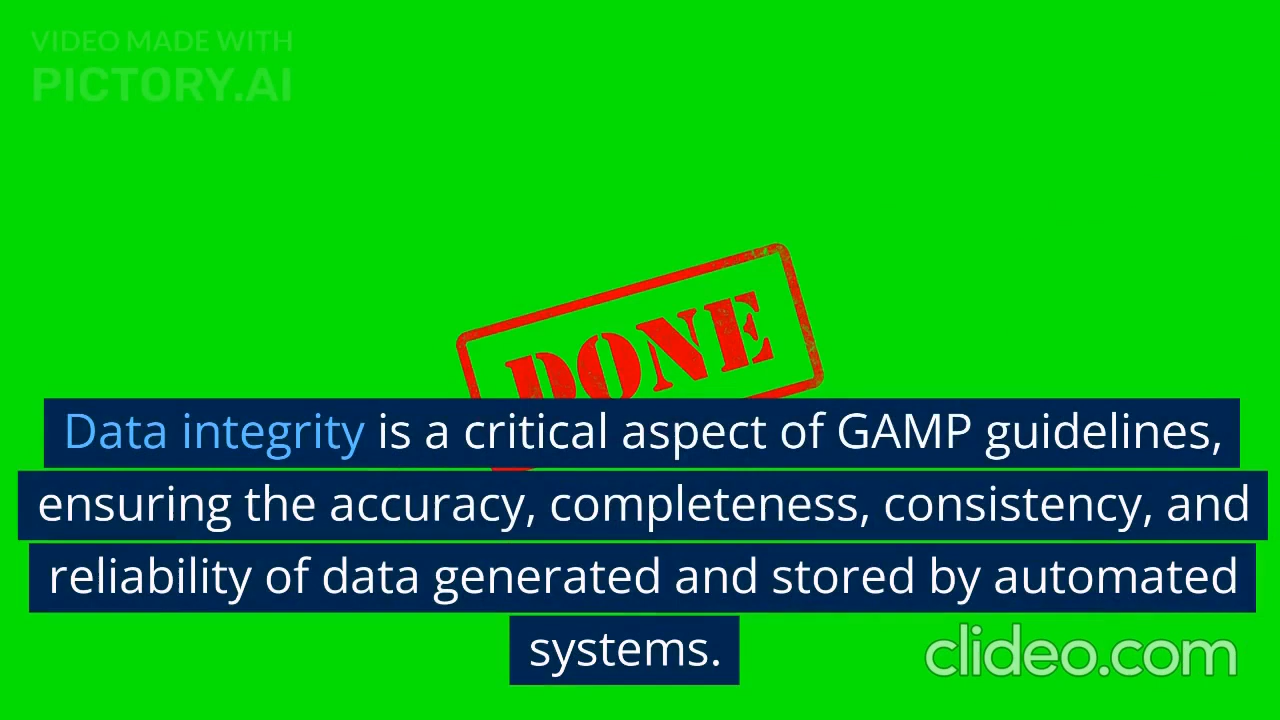 VIDEO MADE WITH
PICTORY.AI
DONE
Data integrity is a critical aspect of GAMP guidelines,
ensuring the accuracy, completeness, consistency, and
reliability of data generated and stored by automated
systems.
clideo.com